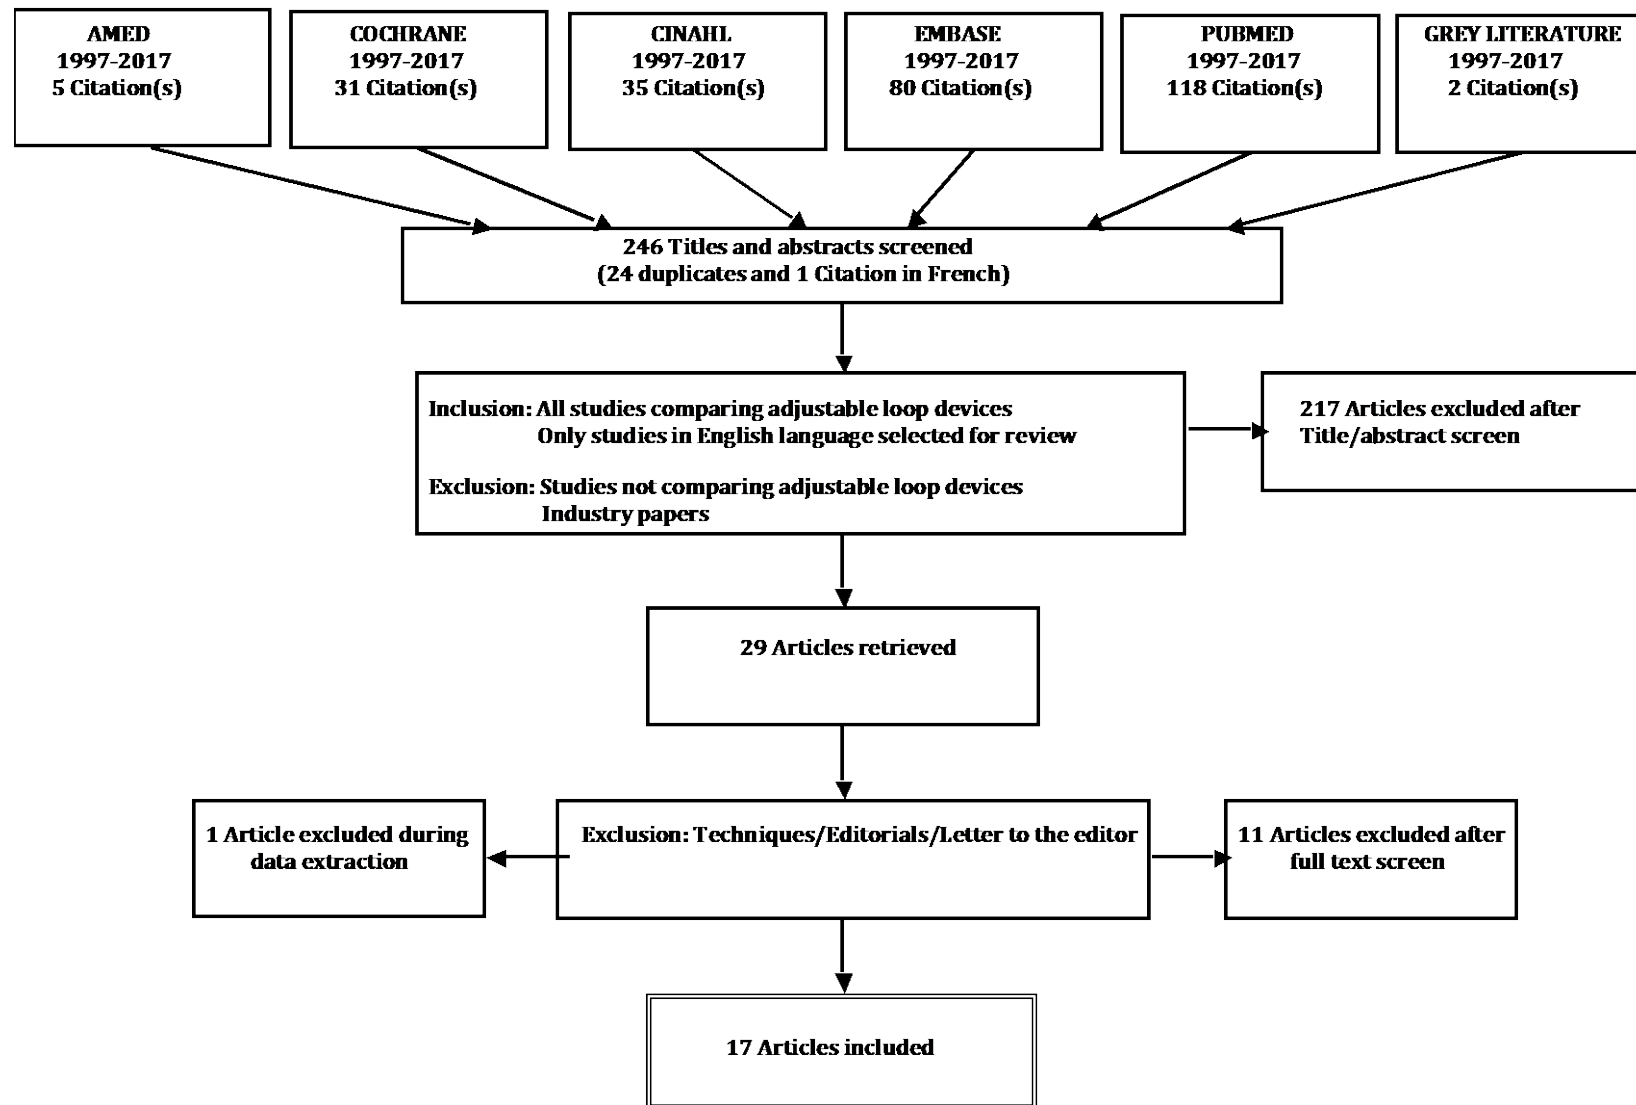 AMED
1997-2017
5 Citation(s)
COCHRANE
1997-2017
31 Citation(s)
CINAHL
1997-2017
35 Citation(s)
EMBASE
1997-2017
80 Citation(s)
PUBMED
1997-2017
118 Citation(s)
GREY LITERATURE
1997-2017
2 Citation(s)
246 Titles and abstracts screened
(24 duplicates and 1 Citation in French)
Inclusion: All studies comparing adjustable loop devices
Only studies in English language selected for review
Exclusion: Studies not comparing adjustable loop devices
Industry papers
217 Articles excluded after
Title/abstract screen
29 Articles retrieved
1 Article excluded during
data extraction
Exclusion: Techniques/Editorials/Letter to the editor
11 Articles excluded after
full text screen
17 Articles included